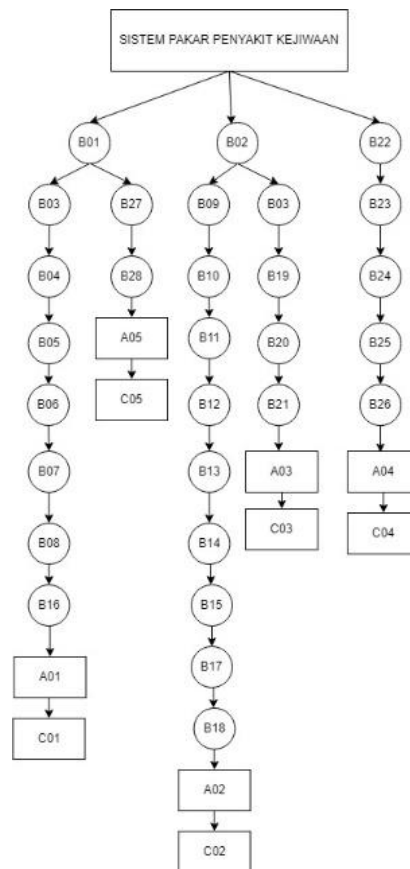 SISTEM PAKAR PENYAKIT KEJIWAAN
B01 B02 B22
B03 B27 B09 B03 B23
B04 B28 B10 B19 B24
B05 A05 B11 B20 B25
B06 C05 B12 B21 B26
B07 B13 A03 A04
B08 B14 C03 C04
B16 B15
A01 B17
C01 B18
A02
C02